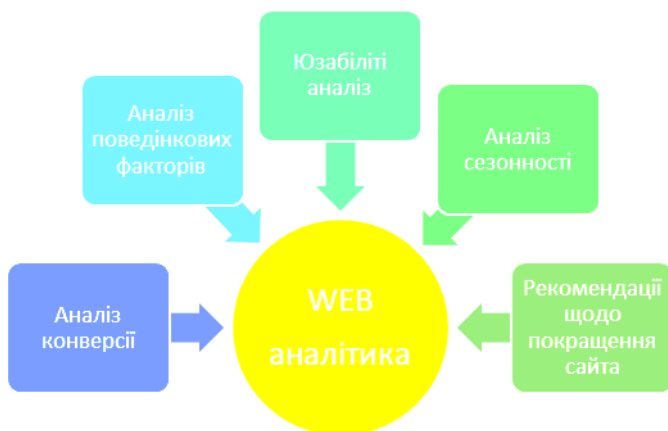 Юзабіліті
аналіз
Аналіз
поведінкових
факторів
Аналіз
сезонності
Аналіз
конверсії
WEB
аналітика
Рекомендації
щодо
покращення
сайта